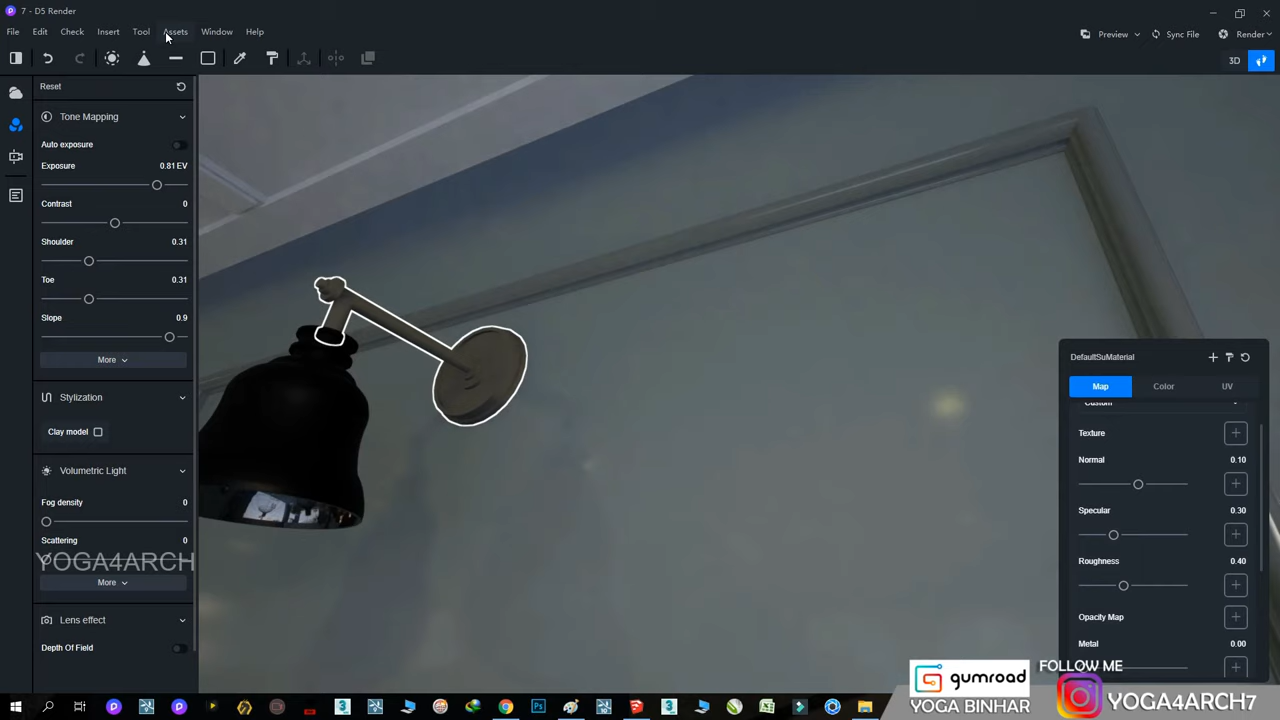 7 - D5 Render
File Edit Check Insert Tool Assets Window Help
Preview Sync File Render
3D
Reset
Tone Mapping
Auto exposure
Exposure 0.81 EV
Contrast 0
Shoulder 0.31
Toe 0.31
Slope 0.9
More
Stylization
Clay model
Volumetric Light
Fog density 0
Scattering 0
YOGA4ARCH
More
Lens effect
Depth Of Field
DefaultSuMaterial
Map Color UV
Custom
Texture
Normal 0.10
Specular 0.30
Roughness 0.40
Opacity Map
Metal 0.00
gumroad
YOGA BINHAR
FOLLOW ME
YOGA4ARCH7